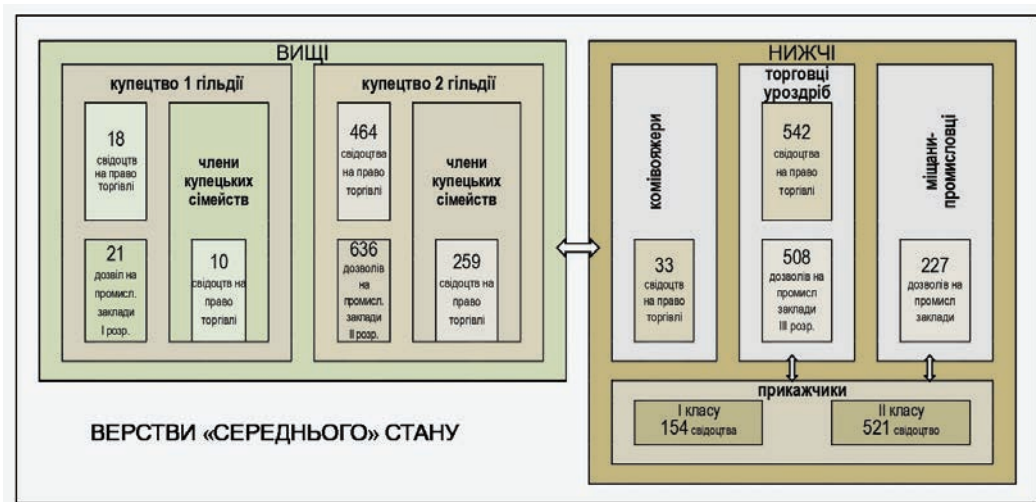 ВИЩІ
купецтво 1 гільдії
18
свідоцтв
на право
торгівлі
21
дозвіл на
промисл.
заклади
І розр.
члени
купецьких
сімейств
10
свідоцтв на
право
торгівлі
купецтво 2 гільдії
464
свідоцтва
на право
торгівлі
636
дозволів
на
промисл.
заклади
ІІ розр.
члени
купецьких
сімейств
259
свідоцтв на
право
торгівлі
НИЖЧІ
комівояжери
33
свідоцтв
на право
торгівлі
торговці
уроздріб
542
свідоцтва
на право
торгівлі
508
дозволів на
промисл
заклади
ІІІ розр.
міщани-
промисловці
227
дозволів на
промисл
заклади
прикажчики
І класу
154 свідоцтва
ІІ класу
521 свідоцтво
ВЕРСТВИ «СЕРЕДНЬОГО» СТАНУ